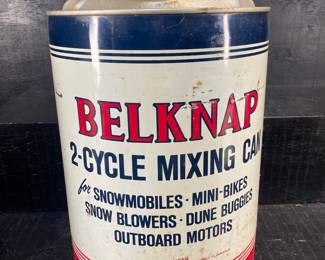 BELKNAP
2-CYCLE MIXING CAN
for SNOWMOBILES · MINI-BIKES
SNOW BLOWERS · DUNE BUGGIES
OUTBOARD MOTORS